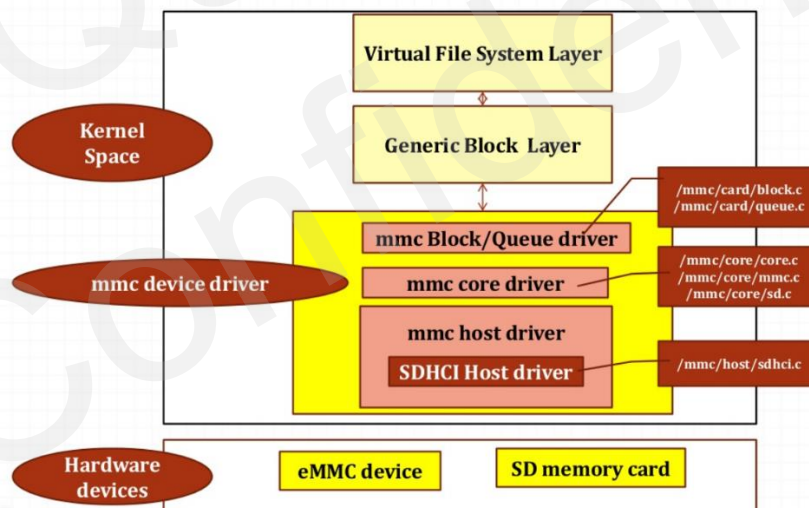 Virtual File System Layer
Kernel
Space
Generic Block Layer
/mmc/card/block.c
/mmc/card/queue.c
mmc Block/Queue driver
mmc device driver
mmc core driver
/mmc/core/core.c
/mmc/core/mmc.c
/mmc/core/sd.c
mmc host driver
SDHCI Host driver
/mmc/host/sdhci.c
Hardware
devices
eMMC device
SD memory card